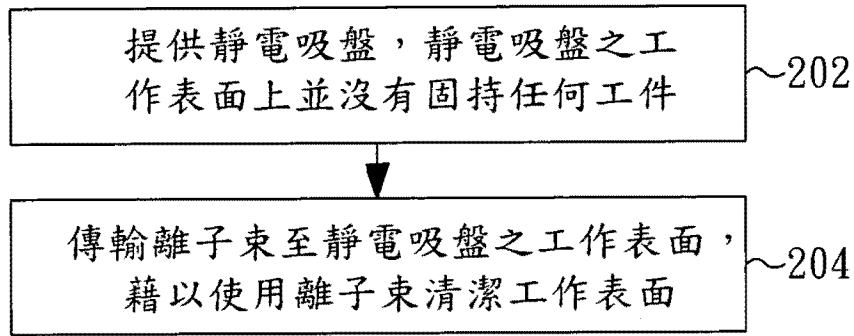 提供靜電吸盤，靜電吸盤之工
作表面上並沒有固持任何工件
202
傳輸離子束至靜電吸盤之工作表面，
藉以使用離子束清潔工作表面
204